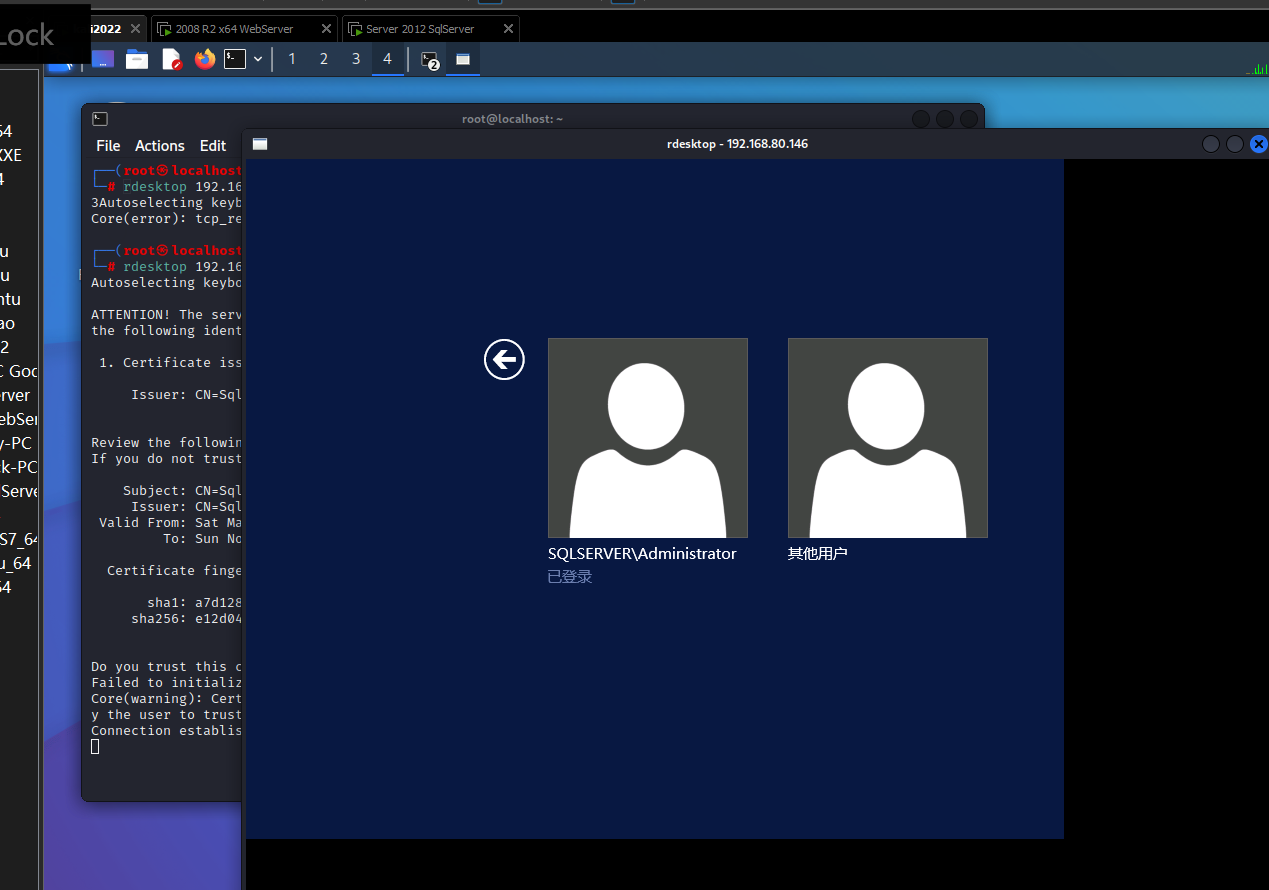 Lock
i2022
2008 R2 x64 WebServer
Server 2012 SqlServer
1 2 3 4
2
root@localhost: ~
File Actions Edit
rdesktop - 192.168.80.146
┌──(root㉿localhost
└─# rdesktop 192.16
3Autoselecting keyb
Core(error): tcp_re
┌──(root㉿localhost
└─# rdesktop 192.16
Autoselecting keybo
ATTENTION! The serv
the following ident
1. Certificate iss
Issuer: CN=Sql
Review the followin
If you do not trust
Subject: CN=Sql
Issuer: CN=Sql
Valid From: Sat Ma
To: Sun No
Certificate finge
sha1: a7d128
sha256: e12d04
Do you trust this c
Failed to initializ
Core(warning): Cert
y the user to trust
Connection establis
SQLSERVER\Administrator
已登录
其他用户
64
XXE
4
u
u
ntu
ao
2
C God
erver
ebSer
y-PC
ck-PC
lServe
S7_64
u_64
64